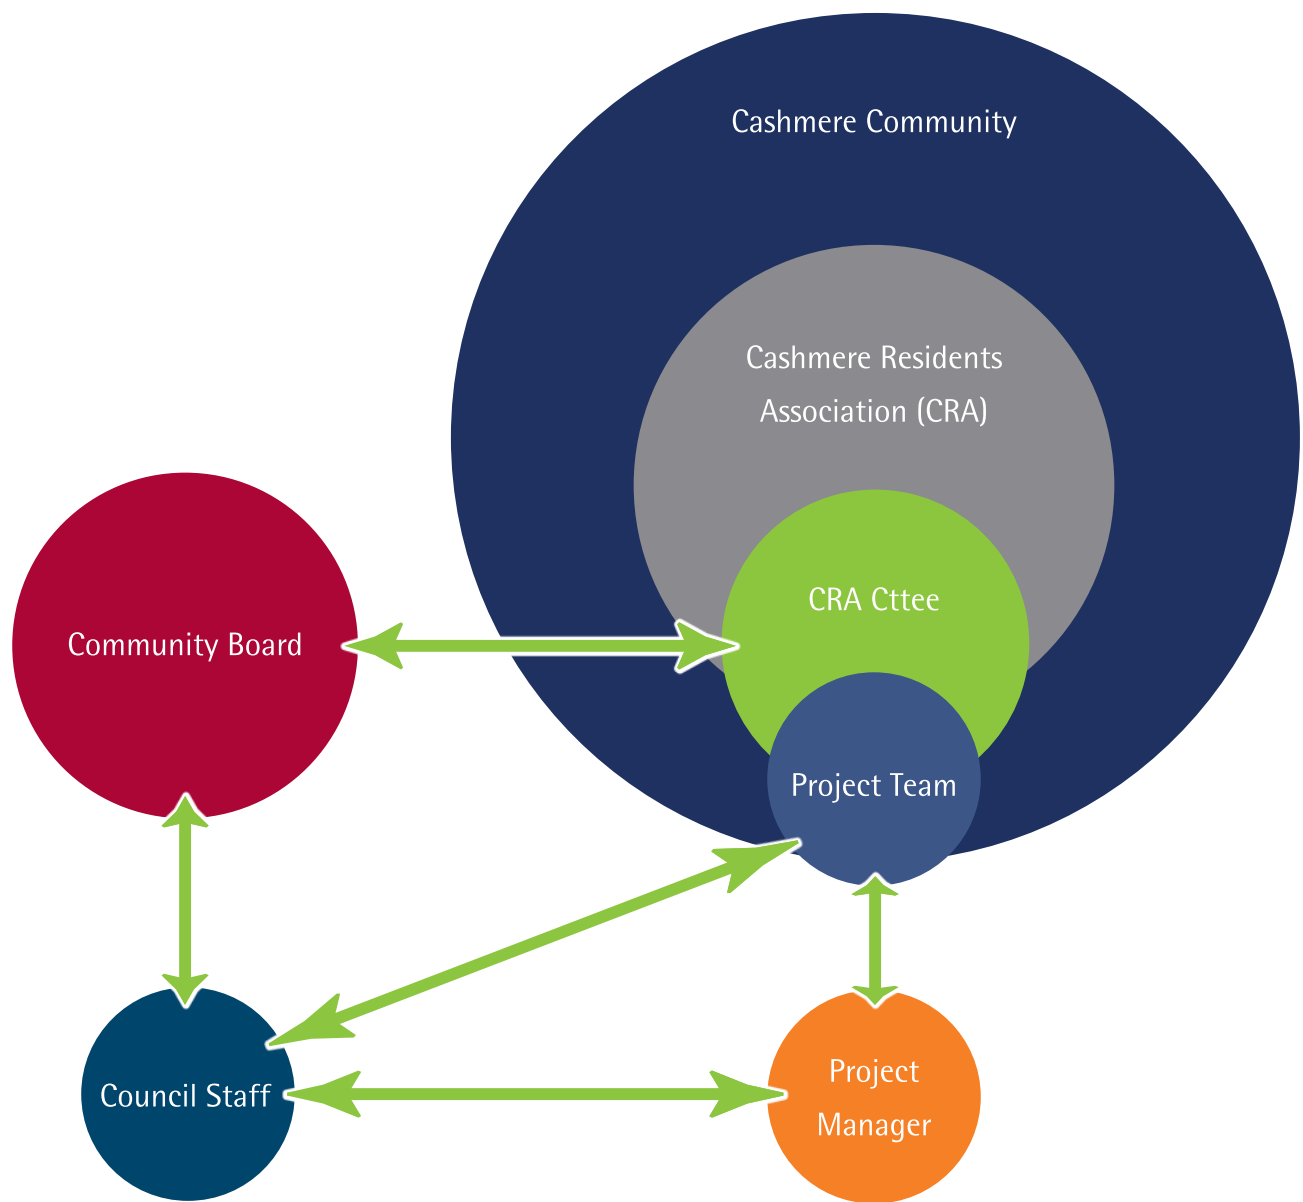 Cashmere Community
Cashmere Residents
Association (CRA)
CRA Cttee
Community Board
Project Team
Council Staff
Project
Manager